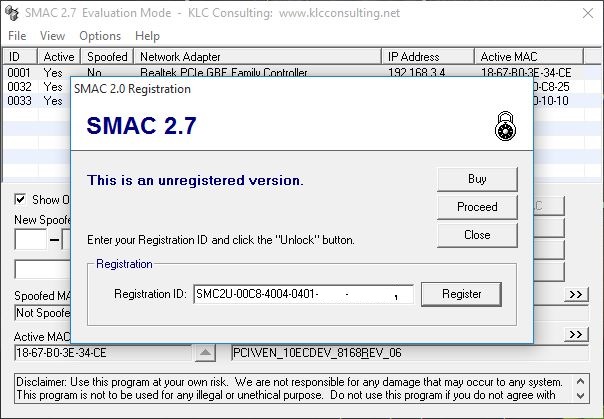 SMAC 2.7 Evaluation Mode - KLC Consulting: www.klcconsulting.net
File View Options Help
ID Active Spoofed Network Adapter IP Address Active MAC
0001 Yes No Realtek PCIe GBE Family Controller 192.168.3.4 18-67-B0-3E-34-CE
0032 Yes 0-C8-25
0033 Yes 0-10-10
SMAC 2.0 Registration
SMAC 2.7
This is an unregistered version.
Buy
Proceed
Close
Enter your Registration ID and click the "Unlock" button.
Registration
Registration ID: SMC2U-00C8-4004-0401- - ,
Register
Show O
New Spoofe
Spoofed MA
>>
Not Spoofe
Active MAC
>>
18-67-B0-3E-34-CE PCI\VEN_10ECDEV_8168REV_06
Disclaimer: Use this program at your own risk. We are not responsible for any damage that may occur to any system.
This program is not to be used for any illegal or unethical purpose. Do not use this program if you do not agree with